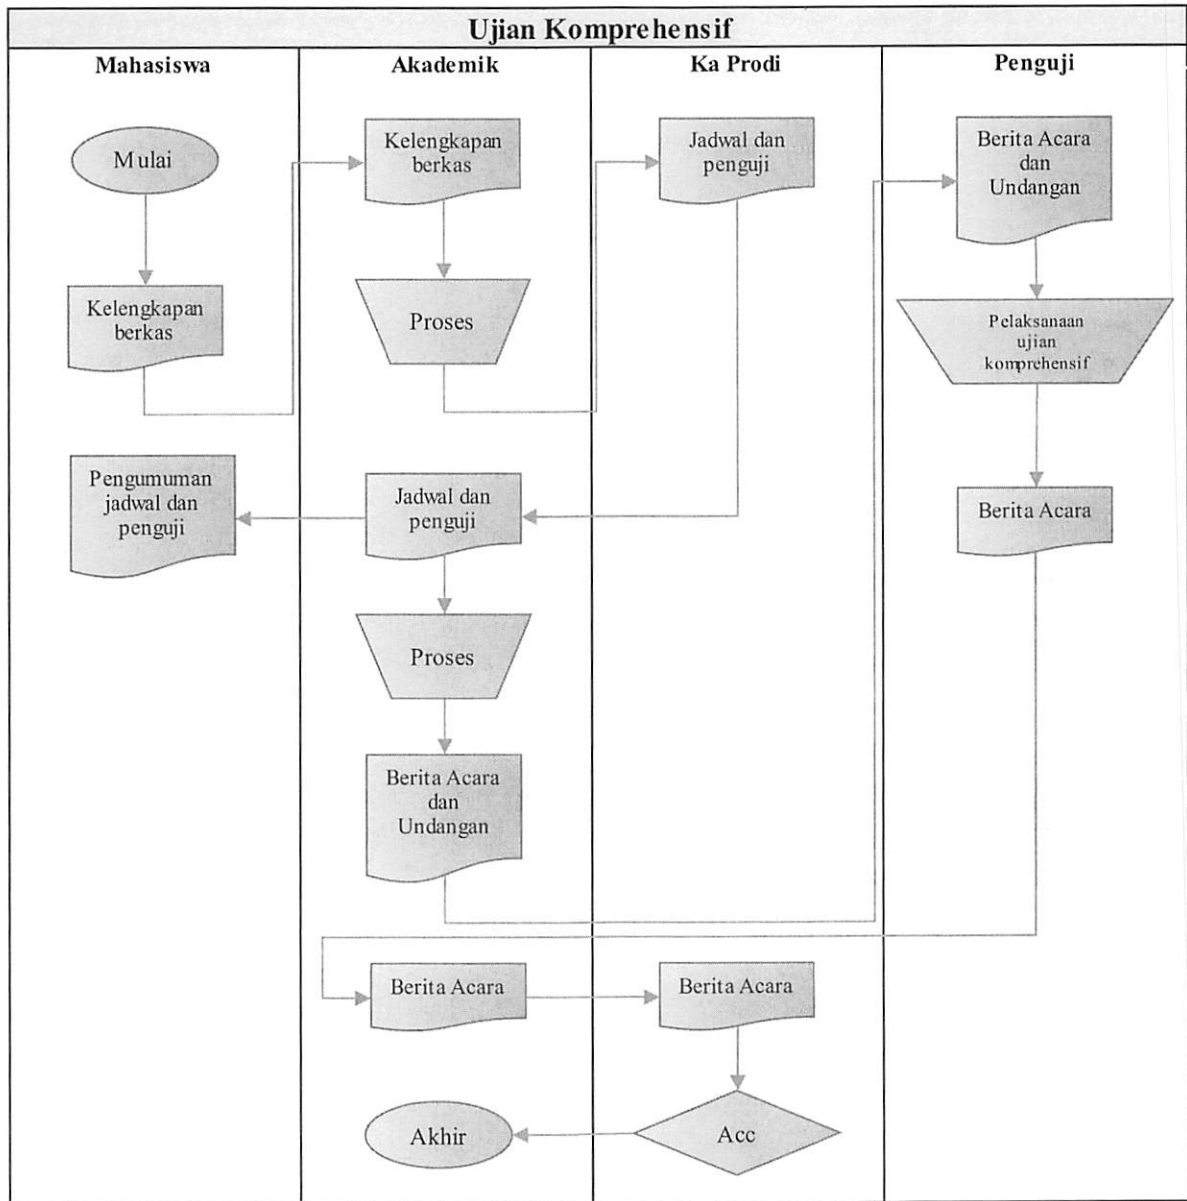 Ujian Komprehensif
Mahasiswa
Akademik
Ka Prodi
Penguji
Mulai
Kelengkapan
berkas
Kelengkapan
berkas
Proses
Jadwal dan
penguji
Jadwal dan
penguji
Pengumuman
jadwal dan
penguji
Proses
Berita Acara
dan
Undangan
Berita Acara
dan
Undangan
Pelaksanaan
ujian
komprehensif
Berita Acara
Berita Acara
Berita Acara
Acc
Akhir